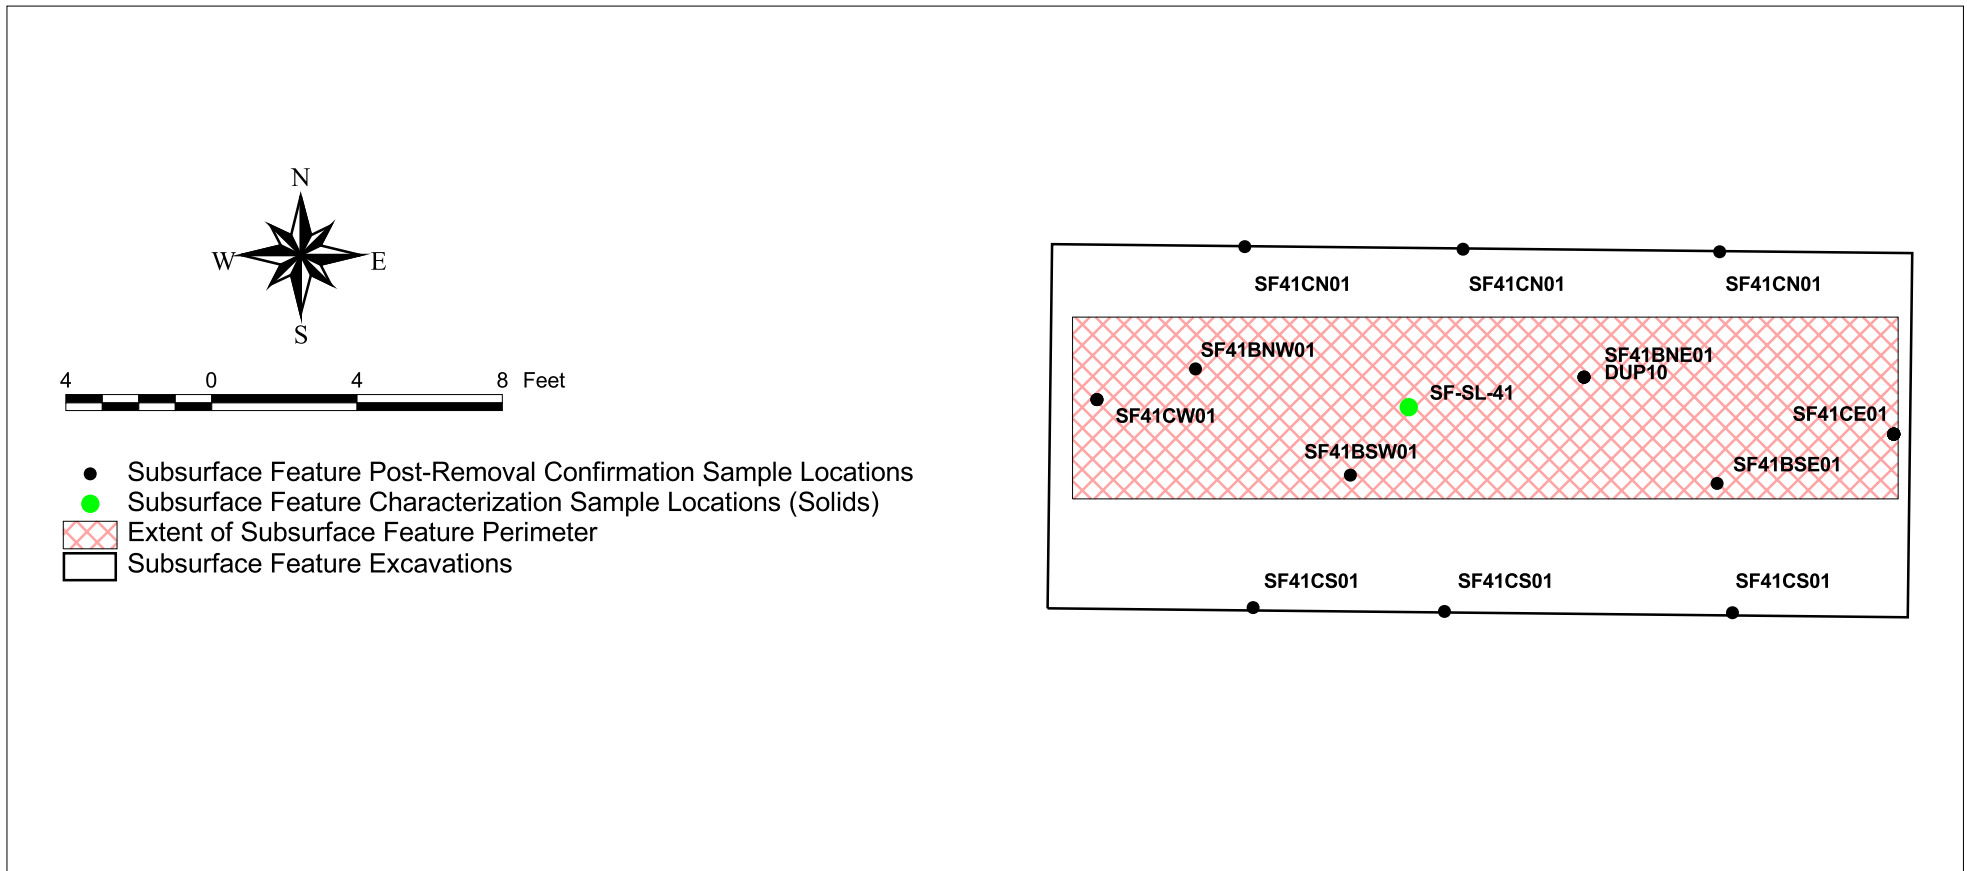 N
W E
S
4 0 4 8 Feet
Subsurface Feature Post-Removal Confirmation Sample Locations
Subsurface Feature Characterization Sample Locations (Solids)
Extent of Subsurface Feature Perimeter
Subsurface Feature Excavations
SF41CN01 SF41CN01 SF41CN01
SF41BNW01
SF41BNE01
DUP10
SF-SL-41
SF41CW01
SF41CE01
SF41BSW01
SF41BSE01
SF41CS01 SF41CS01 SF41CS01